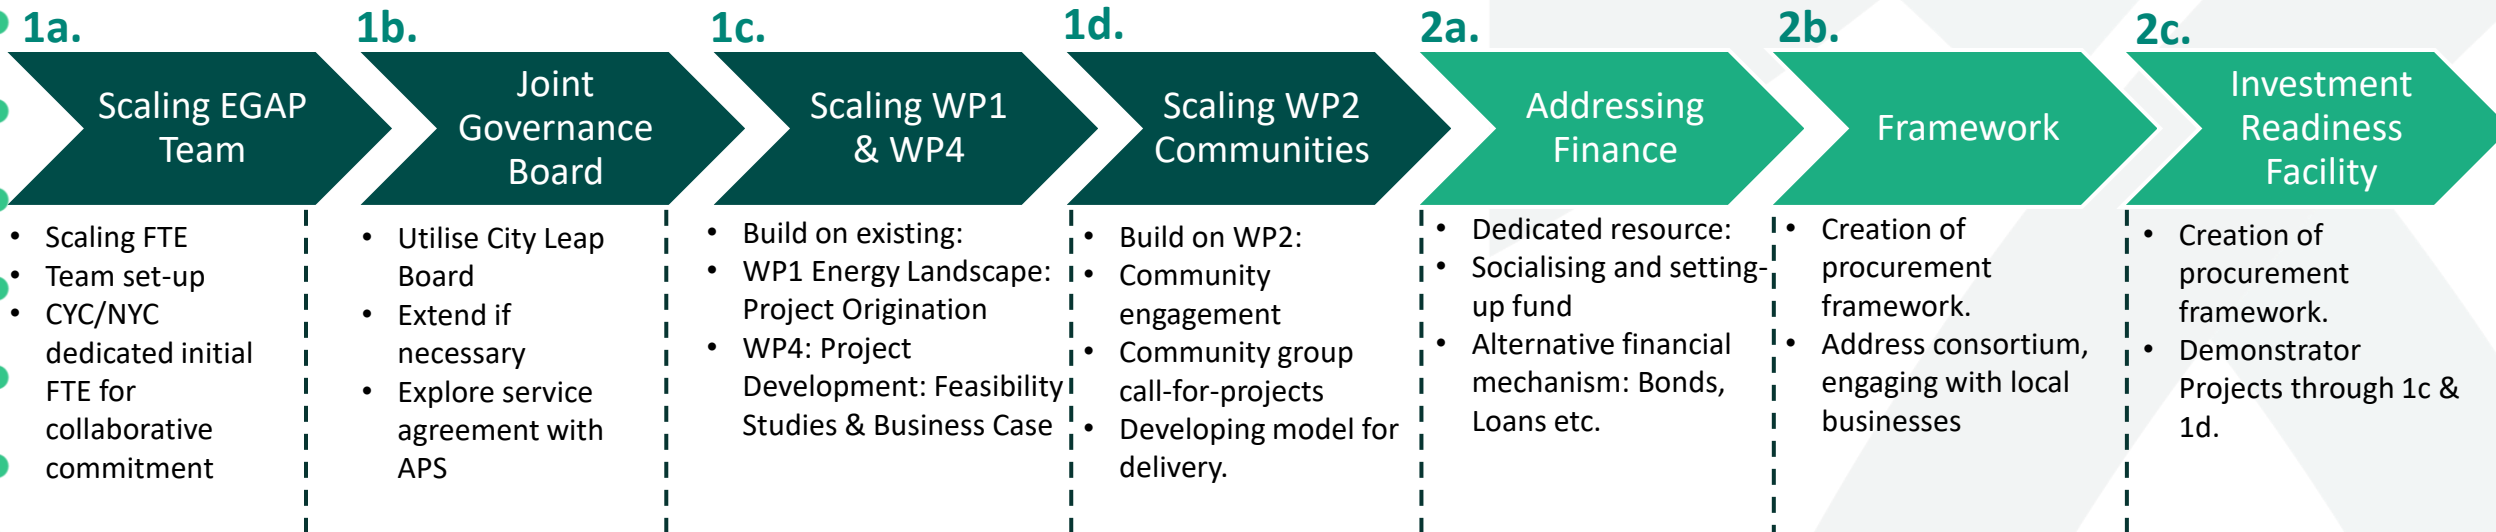 1a.
Scaling EGAP
Team
• Scaling FTE
• Team set-up
• CYC/NYC
dedicated initial
FTE for
collaborative
commitment
1b.
Joint
Governance
Board
• Utilise City Leap
Board
• Extend if
necessary
• Explore service
agreement with
APS
1c.
Scaling WP1
& WP4
• Build on existing:
• WP1 Energy Landscape:
Project Origination
• WP4: Project
Development: Feasibility
Studies & Business Case
1d.
Scaling WP2
Communities
• Build on WP2:
• Community
engagement
• Community group
call-for-projects
• Developing model for
delivery.
2a.
Addressing
Finance
• Dedicated resource:
• Socialising and setting-
up fund
• Alternative financial
mechanism: Bonds,
Loans etc.
2b.
Framework
• Creation of
procurement
framework.
• Address consortium,
engaging with local
businesses
2c.
Investment
Readiness
Facility
• Creation of
procurement
framework.
• Demonstrator
Projects through 1c &
1d.